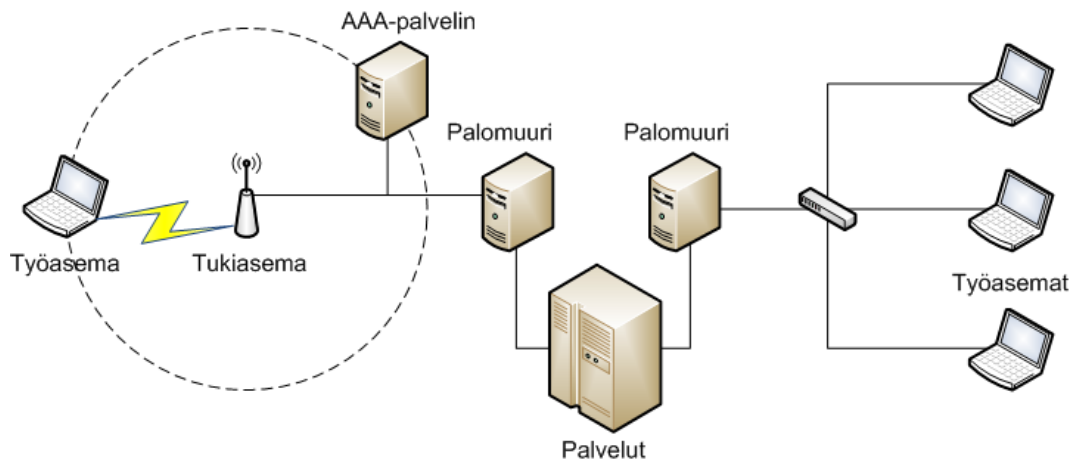 AAA-palvelin
Palomuuri
Palomuuri
Työasema
Tukiasema
Työasemat
Palvelut